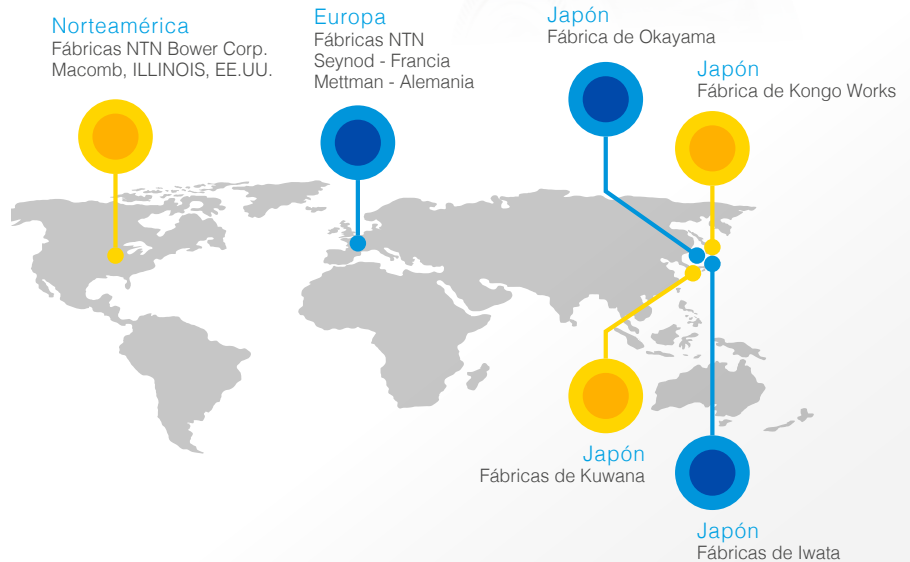 Norteamérica
Fábricas NTN Bower Corp.
Macomb, ILLINOIS, EE.UU.
Europa
Fábricas NTN
Seynod - Francia
Mettman - Alemania
Japón
Fábrica de Okayama
Japón
Fábrica de Kongo Works
Japón
Fábricas de Kuwana
Japón
Fábricas de Iwata